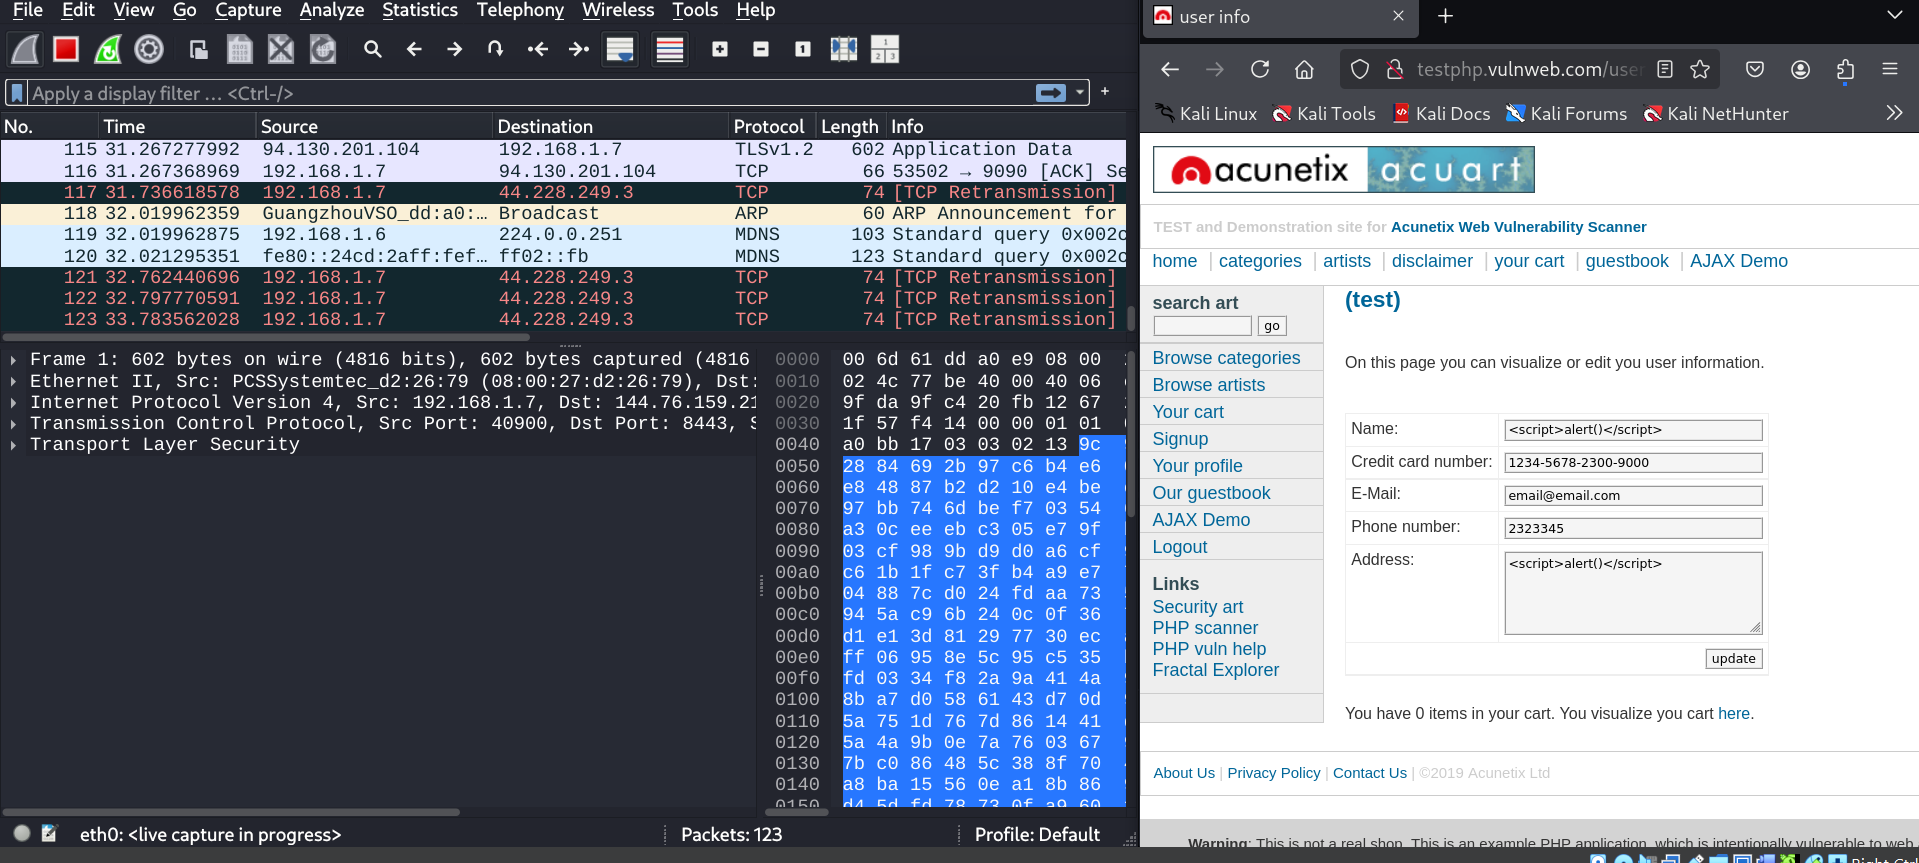 File Edit View Go Capture Analyze Statistics Telephony Wireless Tools Help
Apply a display filter … <Ctrl-/>
No. Time Source Destination Protocol Length Info
115 31.267277992 94.130.201.104 192.168.1.7 TLSv1.2 602 Application Data
116 31.267368969 192.168.1.7 94.130.201.104 TCP 66 53502 → 9090 [ACK] Se
117 31.736618578 192.168.1.7 44.228.249.3 TCP 74 [TCP Retransmission]
118 32.019962359 GuangzhouVSO_dd:a0:… Broadcast ARP 60 ARP Announcement for
119 32.019962875 192.168.1.6 224.0.0.251 MDNS 103 Standard query 0x002c
120 32.021295351 fe80::24cd:2aff:fef… ff02::fb MDNS 123 Standard query 0x002c
121 32.762440696 192.168.1.7 44.228.249.3 TCP 74 [TCP Retransmission]
122 32.797770591 192.168.1.7 44.228.249.3 TCP 74 [TCP Retransmission]
123 33.783562028 192.168.1.7 44.228.249.3 TCP 74 [TCP Retransmission]
Frame 1: 602 bytes on wire (4816 bits), 602 bytes captured (4816
Ethernet II, Src: PCSSystemtec_d2:26:79 (08:00:27:d2:26:79), Dst:
Internet Protocol Version 4, Src: 192.168.1.7, Dst: 144.76.159.21
Transmission Control Protocol, Src Port: 40900, Dst Port: 8443, S
Transport Layer Security
0000 00 6d 61 dd a0 e9 08 00
0010 02 4c 77 be 40 00 40 06
0020 9f da 9f c4 20 fb 12 67
0030 1f 57 f4 14 00 00 01 01
0040 a0 bb 17 03 03 02 13 9c
0050 28 84 69 2b 97 c6 b4 e6
0060 e8 48 87 b2 d2 10 e4 be
0070 97 bb 74 6d be f7 03 54
0080 a3 0c ee eb c3 05 e7 9f
0090 03 cf 98 9b d9 d0 a6 cf
00a0 c6 1b 1f c7 3f b4 a9 e7
00b0 04 88 7c d0 24 fd aa 73
00c0 94 5a c9 6b 24 0c 0f 36
00d0 d1 e1 3d 81 29 77 30 ec
00e0 ff 06 95 8e 5c 95 c5 35
00f0 fd 03 34 f8 2a 9a 41 4a
0100 8b a7 d0 58 61 43 d7 0d
0110 5a 75 1d 76 7d 86 14 41
0120 5a 4a 9b 0e 7a 76 03 67
0130 7b c0 86 48 5c 38 8f 70
0140 a8 ba 15 56 0e a1 8b 86
0150 d4 5d fd 78 73 0f a9 60
eth0: <live capture in progress> Packets: 123 Profile: Default
user info
testphp.vulnweb.com/user
Kali Linux Kali Tools Kali Docs Kali Forums Kali NetHunter
acunetix acuart
TEST and Demonstration site for Acunetix Web Vulnerability Scanner
home | categories | artists | disclaimer | your cart | guestbook | AJAX Demo
search art
go
Browse categories
Browse artists
Your cart
Signup
Your profile
Our guestbook
AJAX Demo
Logout
Links
Security art
PHP scanner
PHP vuln help
Fractal Explorer
(test)
On this page you can visualize or edit you user information.
Name: <script>alert()</script>
Credit card number: 1234-5678-2300-9000
E-Mail: email@email.com
Phone number: 2323345
Address: <script>alert()</script>
update
You have 0 items in your cart. You visualize you cart here.
About Us | Privacy Policy | Contact Us | ©2019 Acunetix Ltd
Warning: This is not a real shop. This is an example PHP application, which is intentionally vulnerable to web
Right Ctrl